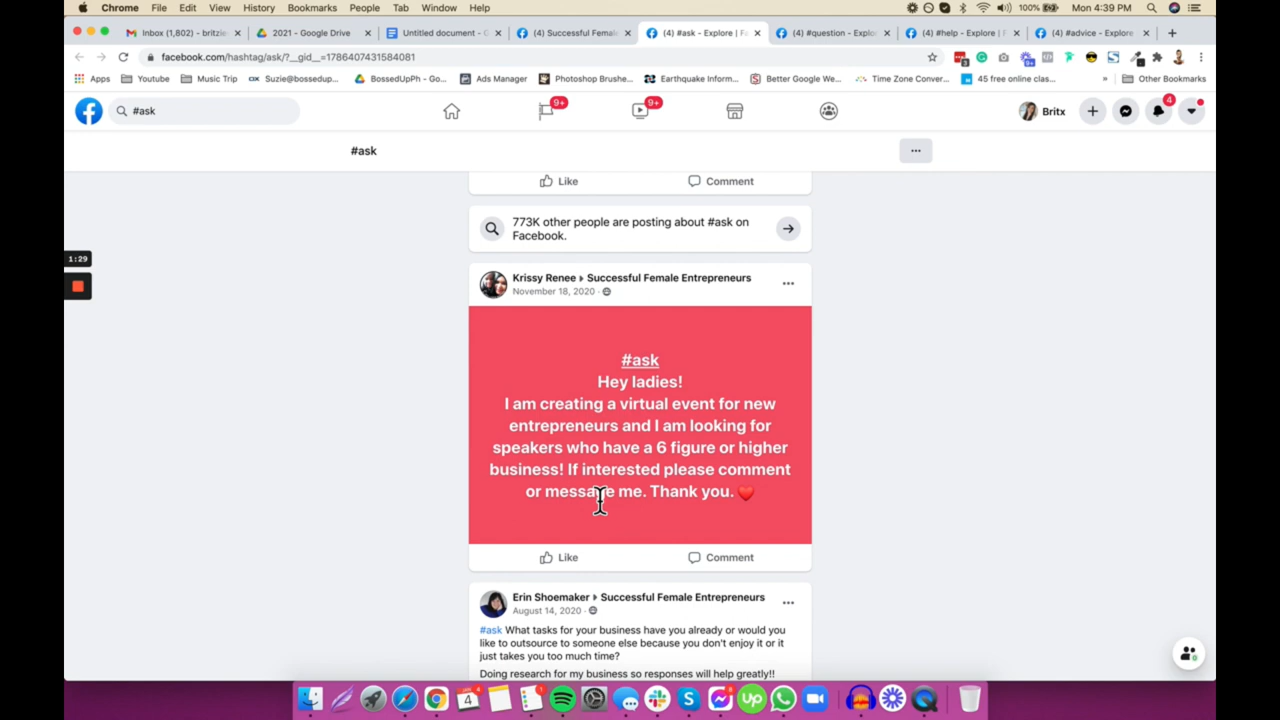 Chrome File Edit View History Bookmarks People Tab Window Help
100% Mon 4:39 PM
Inbox (1,802) - britzie
2021 - Google Drive
Untitled document - G
(4) Successful Female
(4) #ask - Explore | Fa
(4) #question - Explo
(4) #help - Explore | F
(4) #advice - Explore
facebook.com/hashtag/ask/?__gid__=1786407431584081
Apps Youtube Music Trip Suzie@bossedup... BossedUpPh - Go... Ads Manager Photoshop Brushe... Earthquake Inform... Better Google We... Time Zone Conver... 45 free online clas... » Other Bookmarks
#ask
9+
9+
Britx
4
#ask
Like Comment
773K other people are posting about #ask on
Facebook.
1:29
Krissy Renee Successful Female Entrepreneurs
November 18, 2020
#ask
Hey ladies!
I am creating a virtual event for new
entrepreneurs and I am looking for
speakers who have a 6 figure or higher
business! If interested please comment
or message me. Thank you. ❤️
Like Comment
Erin Shoemaker Successful Female Entrepreneurs
August 14, 2020
#ask What tasks for your business have you already or would you
like to outsource to someone else because you don't enjoy it or it
just takes you too much time?
Doing research for my business so responses will help greatly!!